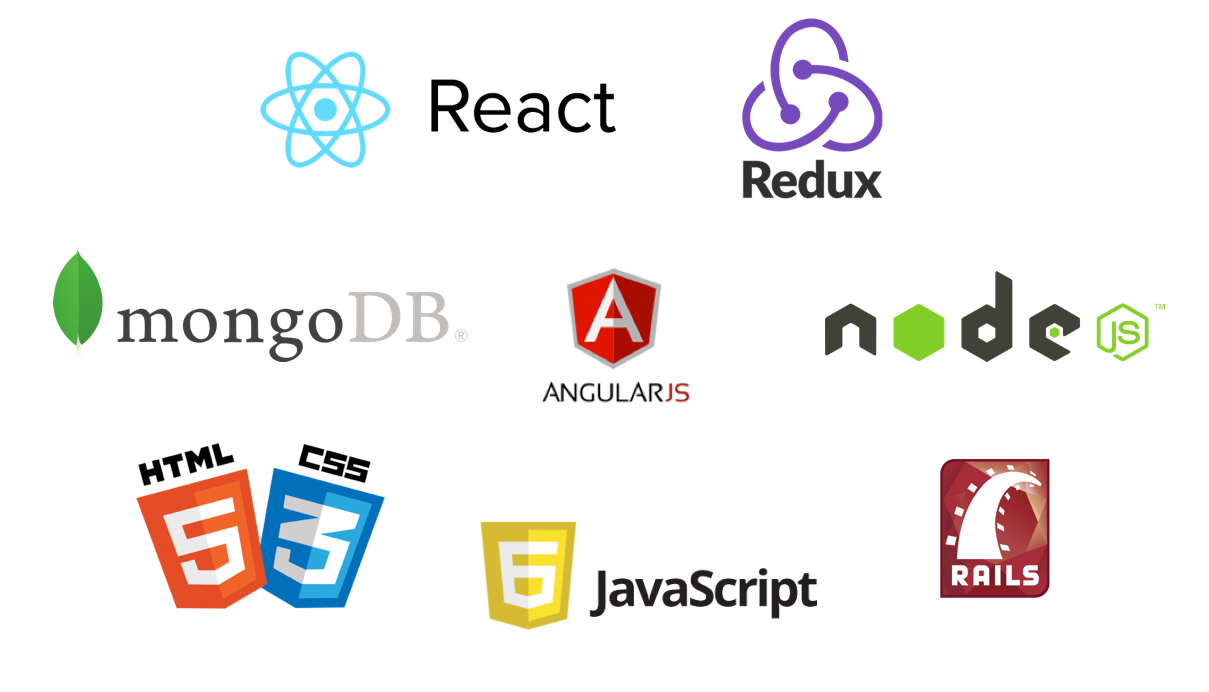 React
Redux
mongoDB®
ANGULARJS
node JS™
HTML
5
CSS
3
6
JavaScript
RAILS